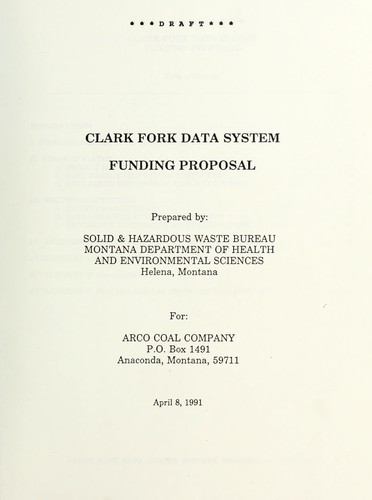 * * * D R A F T * * *
CLARK FORK DATA SYSTEM
FUNDING PROPOSAL
Prepared by:
SOLID & HAZARDOUS WASTE BUREAU
MONTANA DEPARTMENT OF HEALTH
AND ENVIRONMENTAL SCIENCES
Helena, Montana
For:
ARCO COAL COMPANY
P.O. Box 1491
Anaconda, Montana, 59711
April 8, 1991